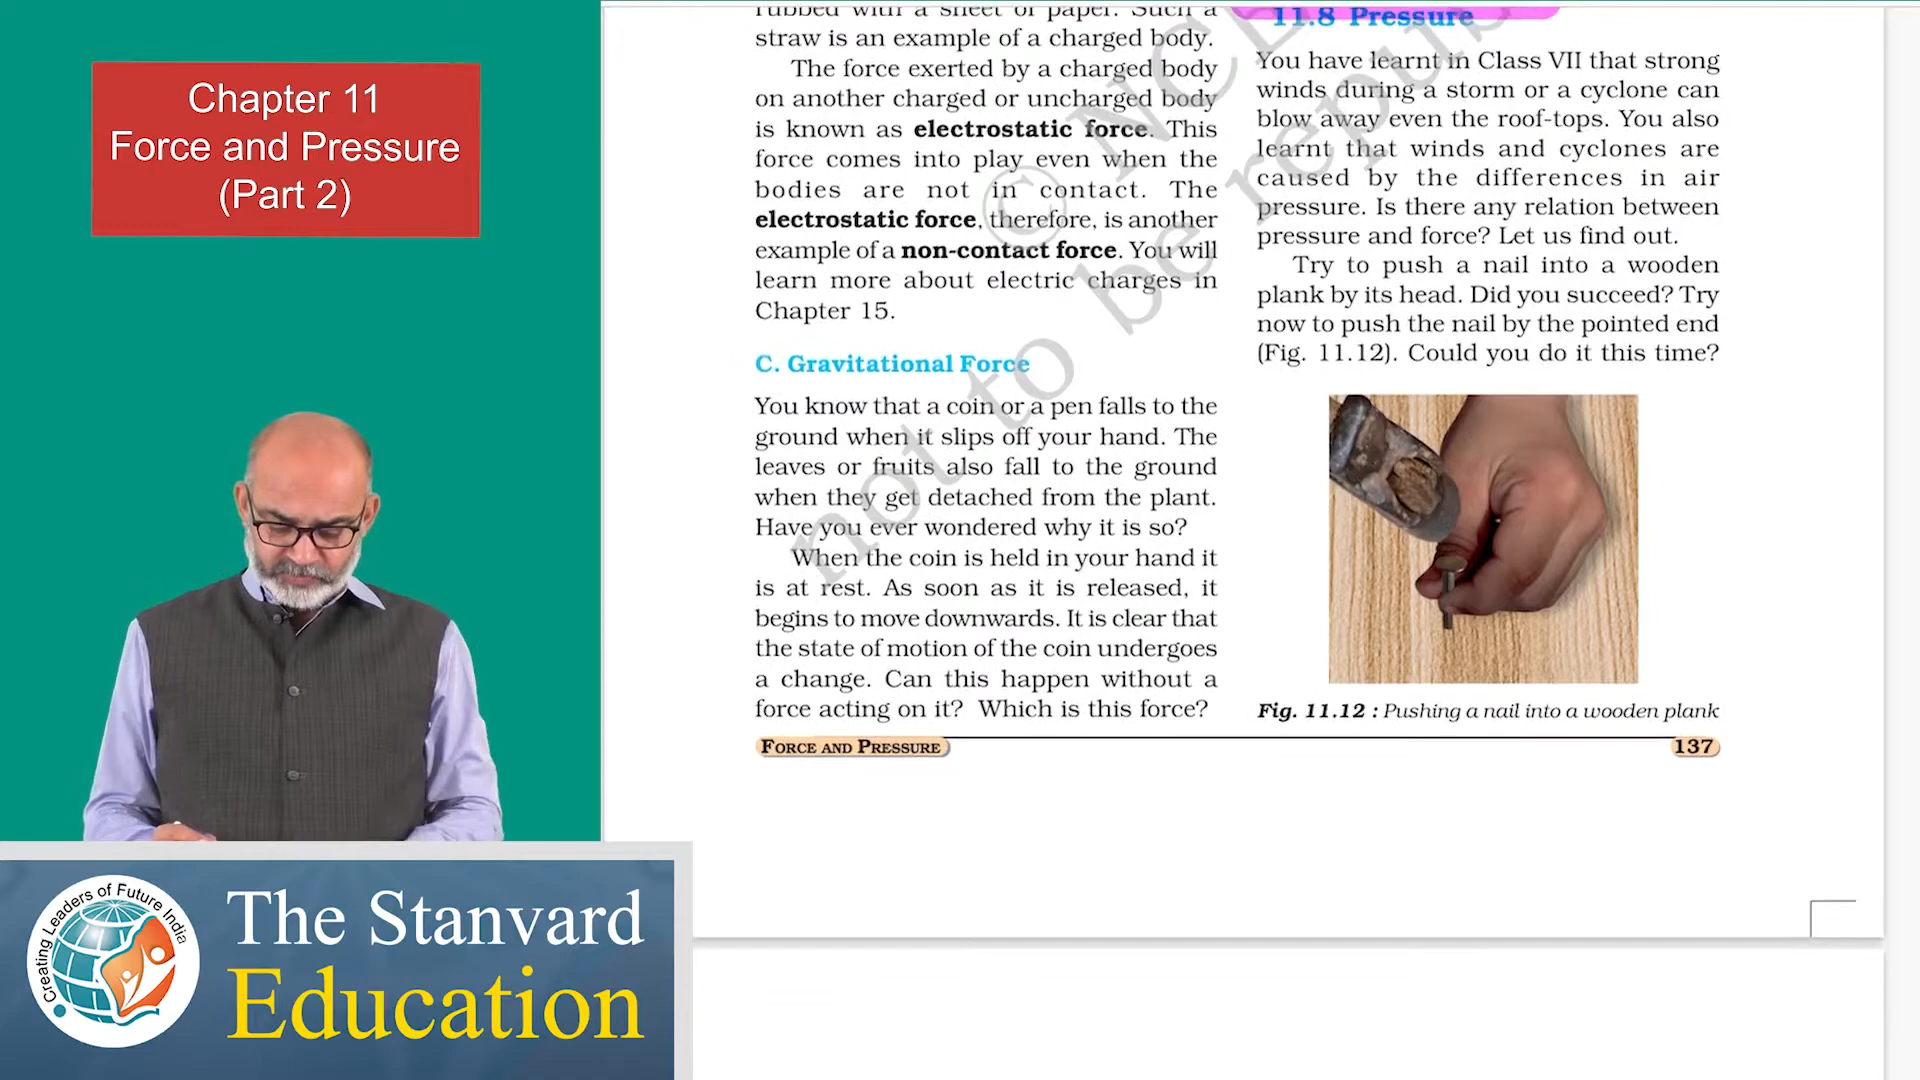 Chapter 11
Force and Pressure
(Part 2)
rubbed with a sheet of paper. Such a
straw is an example of a charged body.
The force exerted by a charged body
on another charged or uncharged body
is known as electrostatic force. This
force comes into play even when the
bodies are not in contact. The
electrostatic force, therefore, is another
example of a non-contact force. You will
learn more about electric charges in
Chapter 15.
C. Gravitational Force
You know that a coin or a pen falls to the
ground when it slips off your hand. The
leaves or fruits also fall to the ground
when they get detached from the plant.
Have you ever wondered why it is so?
When the coin is held in your hand it
is at rest. As soon as it is released, it
begins to move downwards. It is clear that
the state of motion of the coin undergoes
a change. Can this happen without a
force acting on it? Which is this force?
11.8 Pressure
You have learnt in Class VII that strong
winds during a storm or a cyclone can
blow away even the roof-tops. You also
learnt that winds and cyclones are
caused by the differences in air
pressure. Is there any relation between
pressure and force? Let us find out.
Try to push a nail into a wooden
plank by its head. Did you succeed? Try
now to push the nail by the pointed end
(Fig. 11.12). Could you do it this time?
Fig. 11.12 : Pushing a nail into a wooden plank
FORCE AND PRESSURE
137
© NCE
not to be repu
Creating Leaders of Future India
The Stanvard
Education